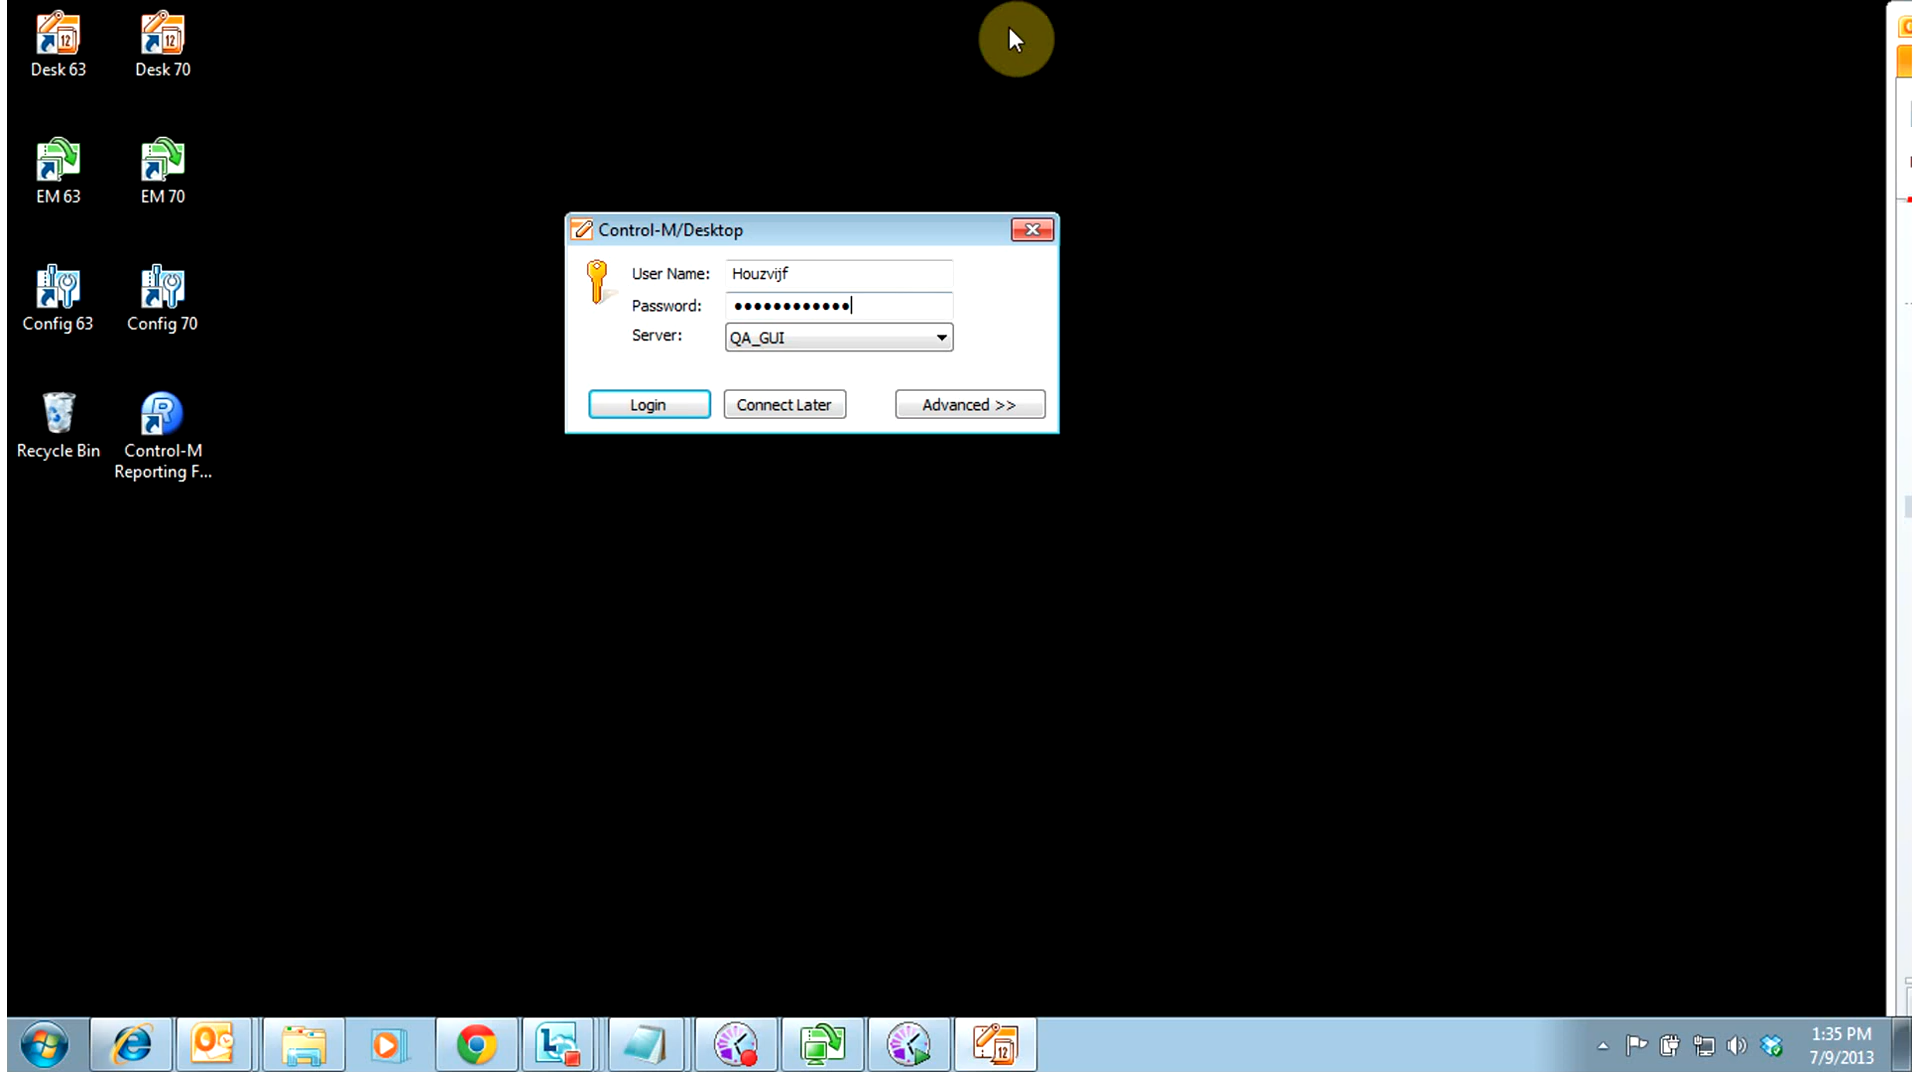 Desk 63
Desk 70
EM 63
EM 70
Config 63
Config 70
Recycle Bin
Control-M
Reporting F...
Control-M/Desktop
User Name: Houzvijf
Password: ••••••••••••
Server: QA_GUI
Login
Connect Later
Advanced >>
1:35 PM
7/9/2013